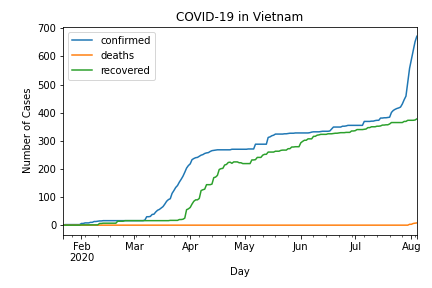 COVID-19 in Vietnam
confirmed
deaths
recovered
Number of Cases
700
600
500
400
300
200
100
0
Feb
2020
Mar
Apr
May
Jun
Jul
Aug
Day